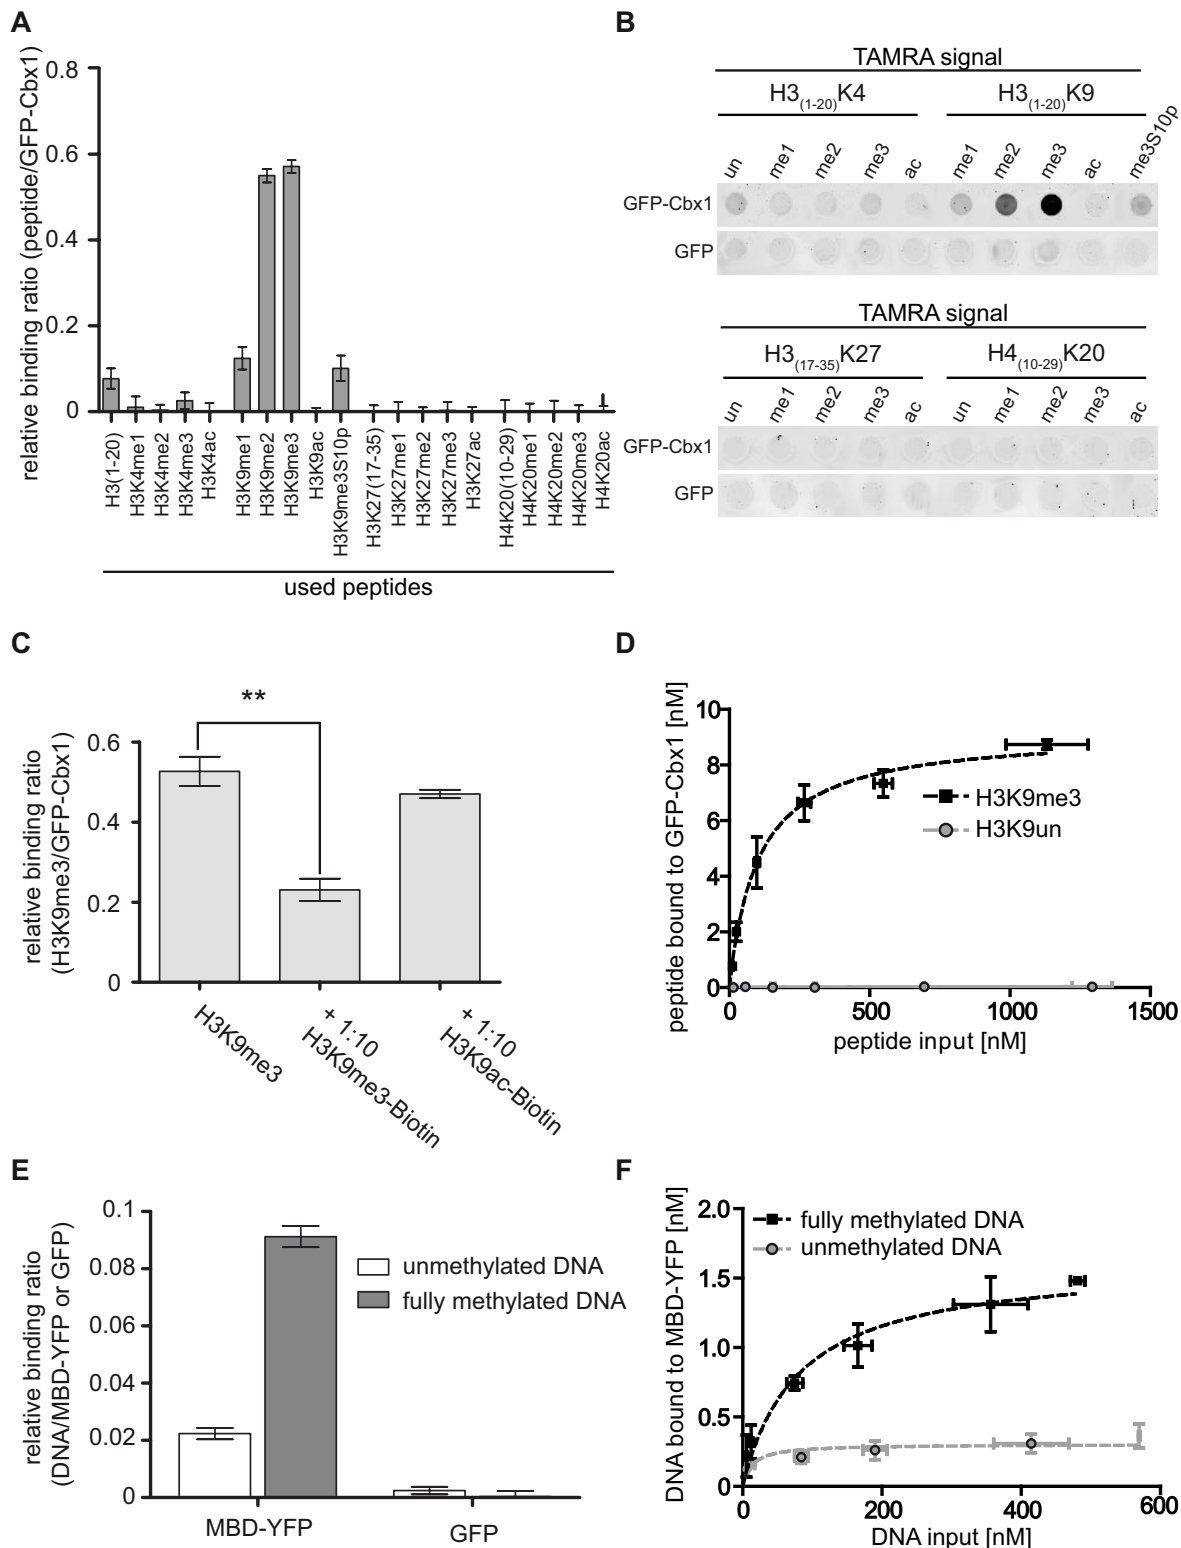 A
relative binding ratio (peptide/GFP-Cbx1)
0.8
0.6
0.4
0.2
0
H3(1-20)
H3K4me1
H3K4me2
H3K4me3
H3K4ac
H3K9me1
H3K9me2
H3K9me3
H3K9ac
H3K9me3S10p
H3K27(17-35)
H3K27me1
H3K27me2
H3K27me3
H3K27ac
H4K20(10-29)
H4K20me1
H4K20me2
H4K20me3
H4K20ac
used peptides
B
TAMRA signal
H3(1-20)K4
H3(1-20)K9
un
me1
me2
me3
ac
me1
me2
me3
ac
me3S10p
GFP-Cbx1
GFP
TAMRA signal
H3(17-35)K27
H4(10-29)K20
un
me1
me2
me3
ac
un
me1
me2
me3
ac
GFP-Cbx1
GFP
C
relative binding ratio
(H3K9me3/GFP-Cbx1)
**
0.6
0.4
0.2
0
H3K9me3
+ 1:10
H3K9me3-Biotin
+ 1:10
H3K9ac-Biotin
D
peptide bound to GFP-Cbx1 [nM]
10
8
6
4
2
0
H3K9me3
H3K9un
0
500
1000
1500
peptide input [nM]
E
relative binding ratio
(DNA/MBD-YFP or GFP)
0.1
0.08
0.06
0.04
0.02
0
unmethylated DNA
fully methylated DNA
MBD-YFP
GFP
F
DNA bound to MBD-YFP [nM]
2.0
1.5
1.0
0.5
0
fully methylated DNA
unmethylated DNA
0
200
400
600
DNA input [nM]